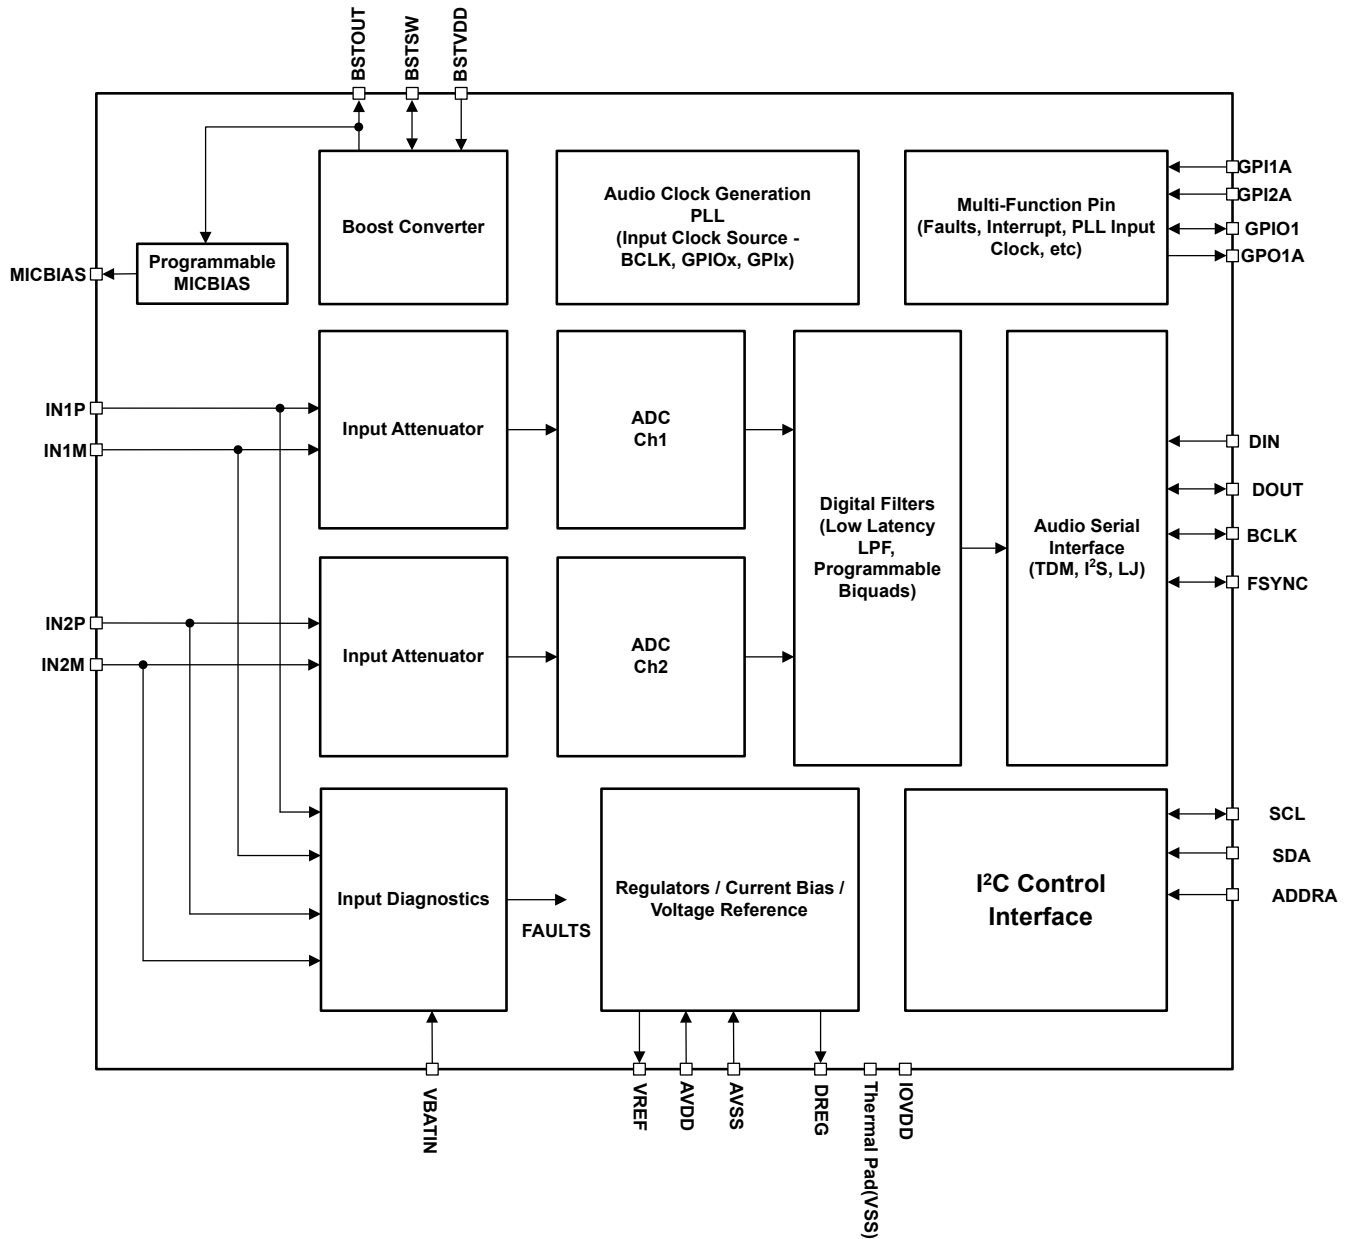 BSTOUT
BSTSW
BSTVDD
Boost Converter
Audio Clock Generation
PLL
(Input Clock Source -
BCLK, GPIOx, GPIx)
Multi-Function Pin
(Faults, Interrupt, PLL Input
Clock, etc)
GPI1A
GPI2A
GPIO1
GPO1A
MICBIAS
Programmable
MICBIAS
IN1P
IN1M
Input Attenuator
ADC
Ch1
Digital Filters
(Low Latency
LPF,
Programmable
Biquads)
Audio Serial
Interface
(TDM, I²S, LJ)
DIN
DOUT
BCLK
FSYNC
IN2P
IN2M
Input Attenuator
ADC
Ch2
Input Diagnostics
FAULTS
Regulators / Current Bias /
Voltage Reference
I²C Control
Interface
SCL
SDA
ADDRA
VBATIN
VREF
AVDD
AVSS
DREG
Thermal Pad(VSS)
IOVDD